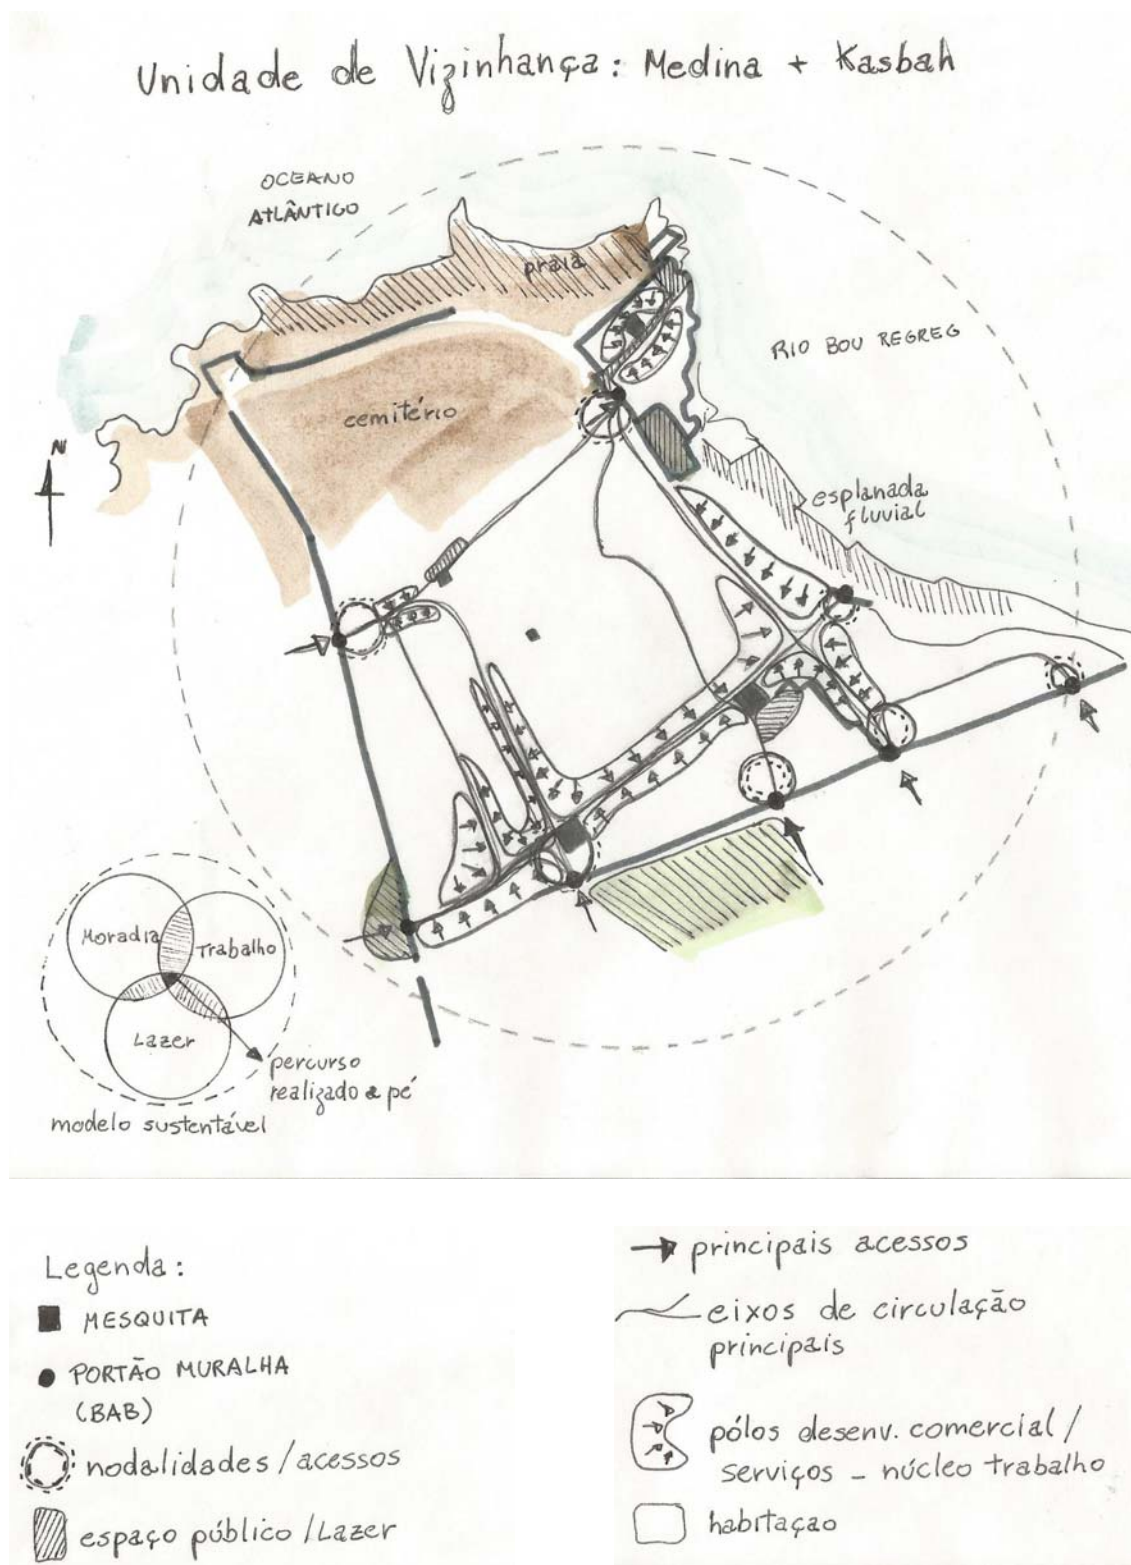 Unidade de Vizinhança: Medina + Kasbah
OCEANO
ATLÂNTICO
praia
RIO BOU REGREG
cemitério
N
esplanada
fluvial
Moradia
Trabalho
Lazer
percurso
realizado a pé
modelo sustentável
Legenda:
MESQUITA
PORTÃO MURALHA
(BAB)
nodalidades/acessos
espaço público/Lazer
principais acessos
eixos de circulação
principais
pólos desenv. comercial/
serviços - núcleo trabalho
habitaçao